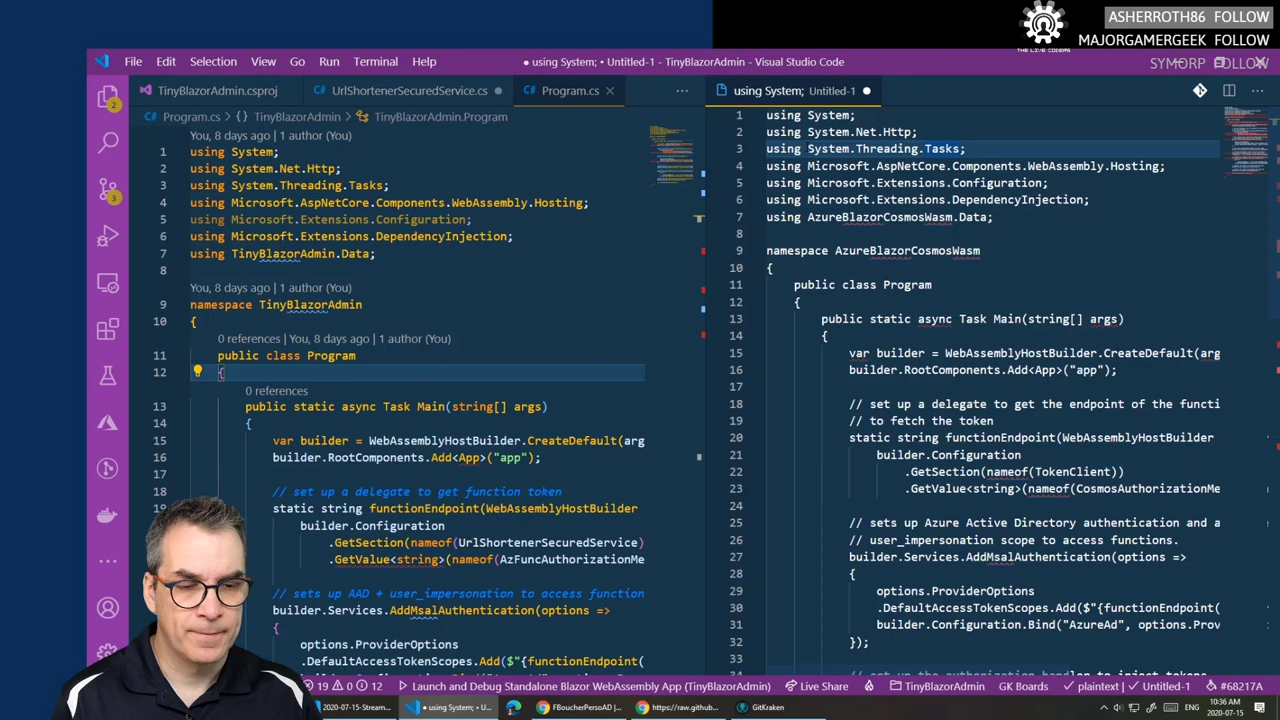 ASHERROTH86 FOLLOW
MAJORGAMERGEEK FOLLOW
SYMORP FOLLOW
THE LIVE CODERS
File Edit Selection View Go Run Terminal Help
● using System; • Untitled-1 - TinyBlazorAdmin - Visual Studio Code
TinyBlazorAdmin.csproj UrlShortenerSecuredService.cs Program.cs
using System; Untitled-1
Program.cs > {} TinyBlazorAdmin > TinyBlazorAdmin.Program
You, 8 days ago | 1 author (You)
1 using System;
2 using System.Net.Http;
3 using System.Threading.Tasks;
4 using Microsoft.AspNetCore.Components.WebAssembly.Hosting;
5 using Microsoft.Extensions.Configuration;
6 using Microsoft.Extensions.DependencyInjection;
7 using TinyBlazorAdmin.Data;
8
You, 8 days ago | 1 author (You)
9 namespace TinyBlazorAdmin
10 {
0 references | You, 8 days ago | 1 author (You)
11 public class Program
12 {
0 references
13 public static async Task Main(string[] args)
14 {
15 var builder = WebAssemblyHostBuilder.CreateDefault(arg
16 builder.RootComponents.Add<App>("app");
17
18 // set up a delegate to get function token
static string functionEndpoint(WebAssemblyHostBuilder
builder.Configuration
.GetSection(nameof(UrlShortenerSecuredService)
.GetValue<string>(nameof(AzFuncAuthorizationMe
// sets up AAD + user_impersonation to access function
builder.Services.AddMsalAuthentication(options =>
{
options.ProviderOptions
.DefaultAccessTokenScopes.Add($"{functionEndpoint(
1 using System;
2 using System.Net.Http;
3 using System.Threading.Tasks;
4 using Microsoft.AspNetCore.Components.WebAssembly.Hosting;
5 using Microsoft.Extensions.Configuration;
6 using Microsoft.Extensions.DependencyInjection;
7 using AzureBlazorCosmosWasm.Data;
8
9 namespace AzureBlazorCosmosWasm
10 {
11 public class Program
12 {
13 public static async Task Main(string[] args)
14 {
15 var builder = WebAssemblyHostBuilder.CreateDefault(arg
16 builder.RootComponents.Add<App>("app");
17
18 // set up a delegate to get the endpoint of the functi
19 // to fetch the token
20 static string functionEndpoint(WebAssemblyHostBuilder
21 builder.Configuration
22 .GetSection(nameof(TokenClient))
23 .GetValue<string>(nameof(CosmosAuthorizationMe
24
25 // sets up Azure Active Directory authentication and a
26 // user_impersonation scope to access functions.
27 builder.Services.AddMsalAuthentication(options =>
28 {
29 options.ProviderOptions
30 .DefaultAccessTokenScopes.Add($"{functionEndpoint(
31 builder.Configuration.Bind("AzureAd", options.Prov
32 });
33
34 // set up the authorization handler to inject tokens
2
3
19 0 12 Launch and Debug Standalone Blazor WebAssembly App (TinyBlazorAdmin) Live Share TinyBlazorAdmin GK Boards plaintext Untitled-1 #68217A
2020-07-15-Stream... ● using System; • U... FBoucherPersoAD |... https://raw.github... GitKraken 10:36 AM
2020-07-15